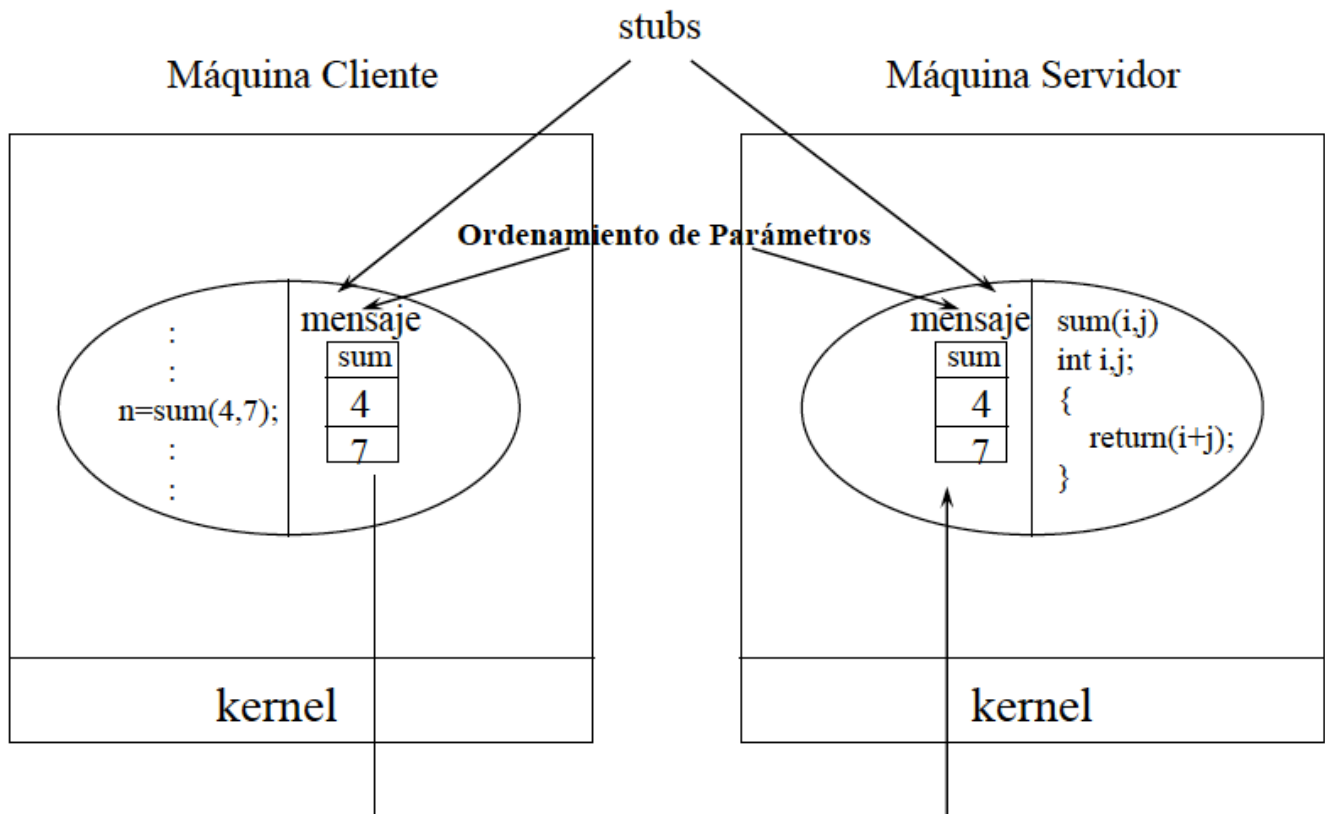 stubs
Máquina Cliente
Máquina Servidor
Ordenamiento de Parámetros
:
:
n=sum(4,7);
:
:
mensaje
sum
4
7
mensaje
sum
4
7
sum(i,j)
int i,j;
{
return(i+j);
}
kernel
kernel